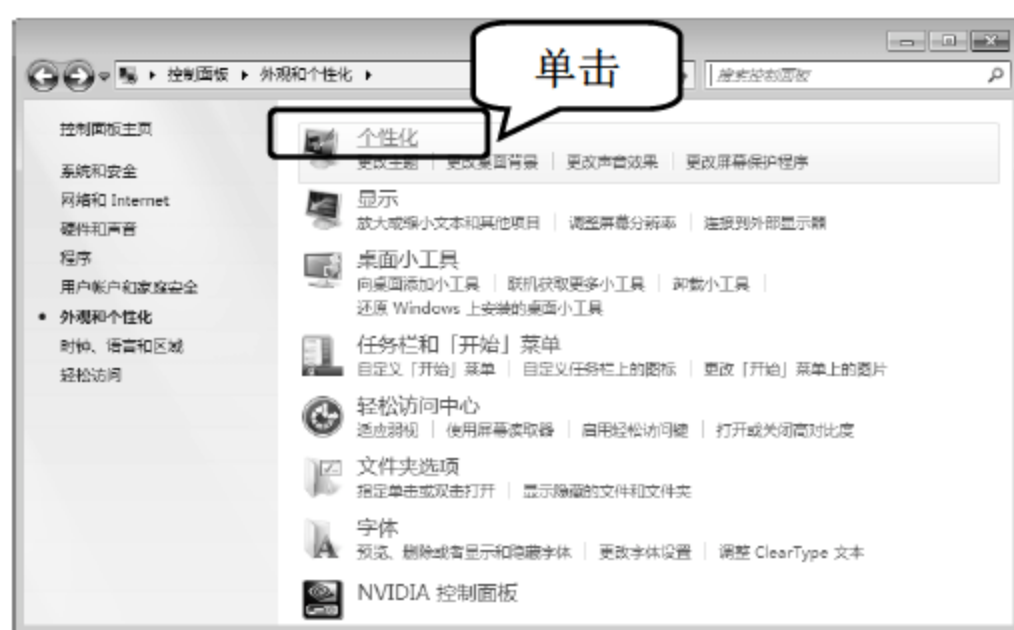 单击
控制面板 ▸ 外观和个性化 ▸
搜索控制面板
控制面板主页
系统和安全
网络和 Internet
硬件和声音
程序
用户帐户和家庭安全
外观和个性化
时钟、语言和区域
轻松访问
个性化
更改主题 | 更改桌面背景 | 更改声音效果 | 更改屏幕保护程序
显示
放大或缩小文本和其他项目 | 调整屏幕分辨率 | 连接到外部显示器
桌面小工具
向桌面添加小工具 | 联机获取更多小工具 | 卸载小工具 |
还原 Windows 上安装的桌面小工具
任务栏和「开始」菜单
自定义「开始」菜单 | 自定义任务栏上的图标 | 更改「开始」菜单上的图片
轻松访问中心
适应弱视 | 使用屏幕读取器 | 启用轻松访问键 | 打开或关闭高对比度
文件夹选项
指定单击或双击打开 | 显示隐藏的文件和文件夹
字体
预览、删除或者显示和隐藏字体 | 更改字体设置 | 调整 ClearType 文本
NVIDIA 控制面板